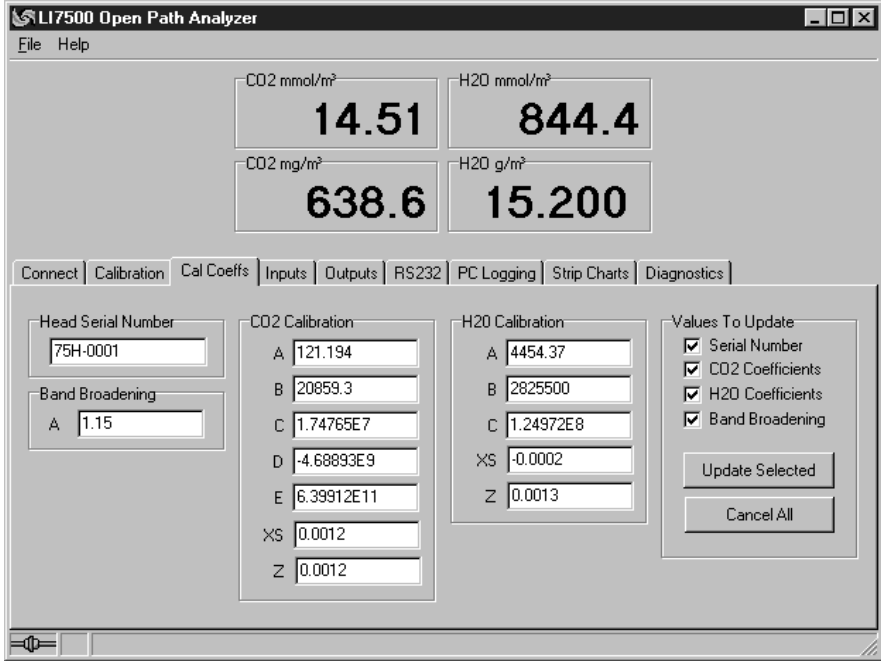 LI7500 Open Path Analyzer
File Help
CO2 mmol/m³
14.51
H2O mmol/m³
844.4
CO2 mg/m³
638.6
H2O g/m³
15.200
Connect Calibration Cal Coeffs Inputs Outputs RS232 PC Logging Strip Charts Diagnostics
Head Serial Number
75H-0001
Band Broadening
A 1.15
CO2 Calibration
A 121.194
B 20859.3
C 1.74765E7
D -4.68893E9
E 6.39912E11
XS 0.0012
Z 0.0012
H2O Calibration
A 4454.37
B 2825500
C 1.24972E8
XS -0.0002
Z 0.0013
Values To Update
Serial Number
CO2 Coefficients
H2O Coefficients
Band Broadening
Update Selected
Cancel All